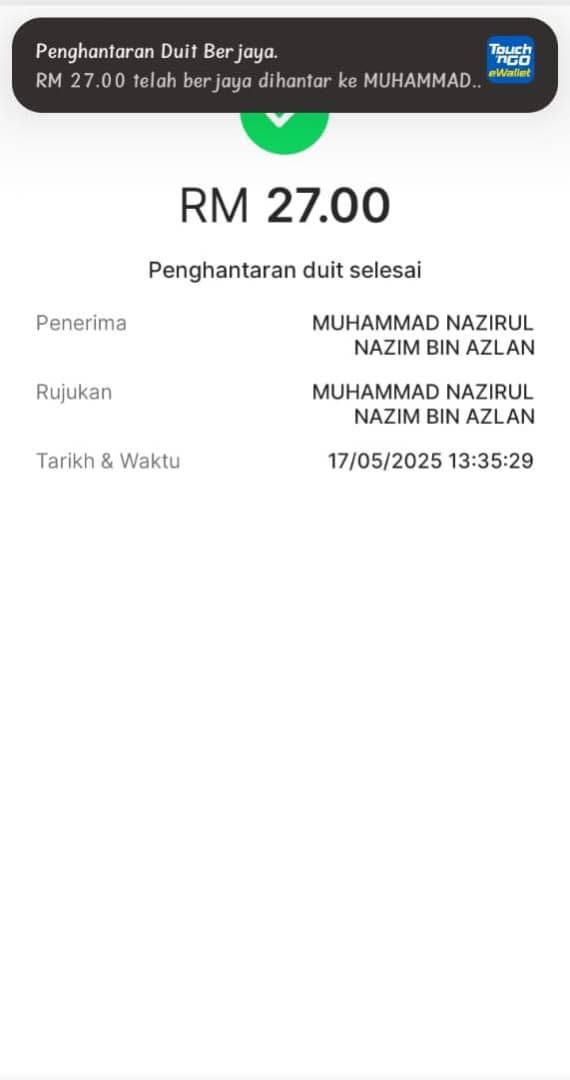 Penghantaran Duit Berjaya.
RM 27.00 telah berjaya dihantar ke MUHAMMAD..
Touch
'nGO
eWallet
RM 27.00
Penghantaran duit selesai
Penerima MUHAMMAD NAZIRUL
NAZIM BIN AZLAN
Rujukan MUHAMMAD NAZIRUL
NAZIM BIN AZLAN
Tarikh & Waktu 17/05/2025 13:35:29